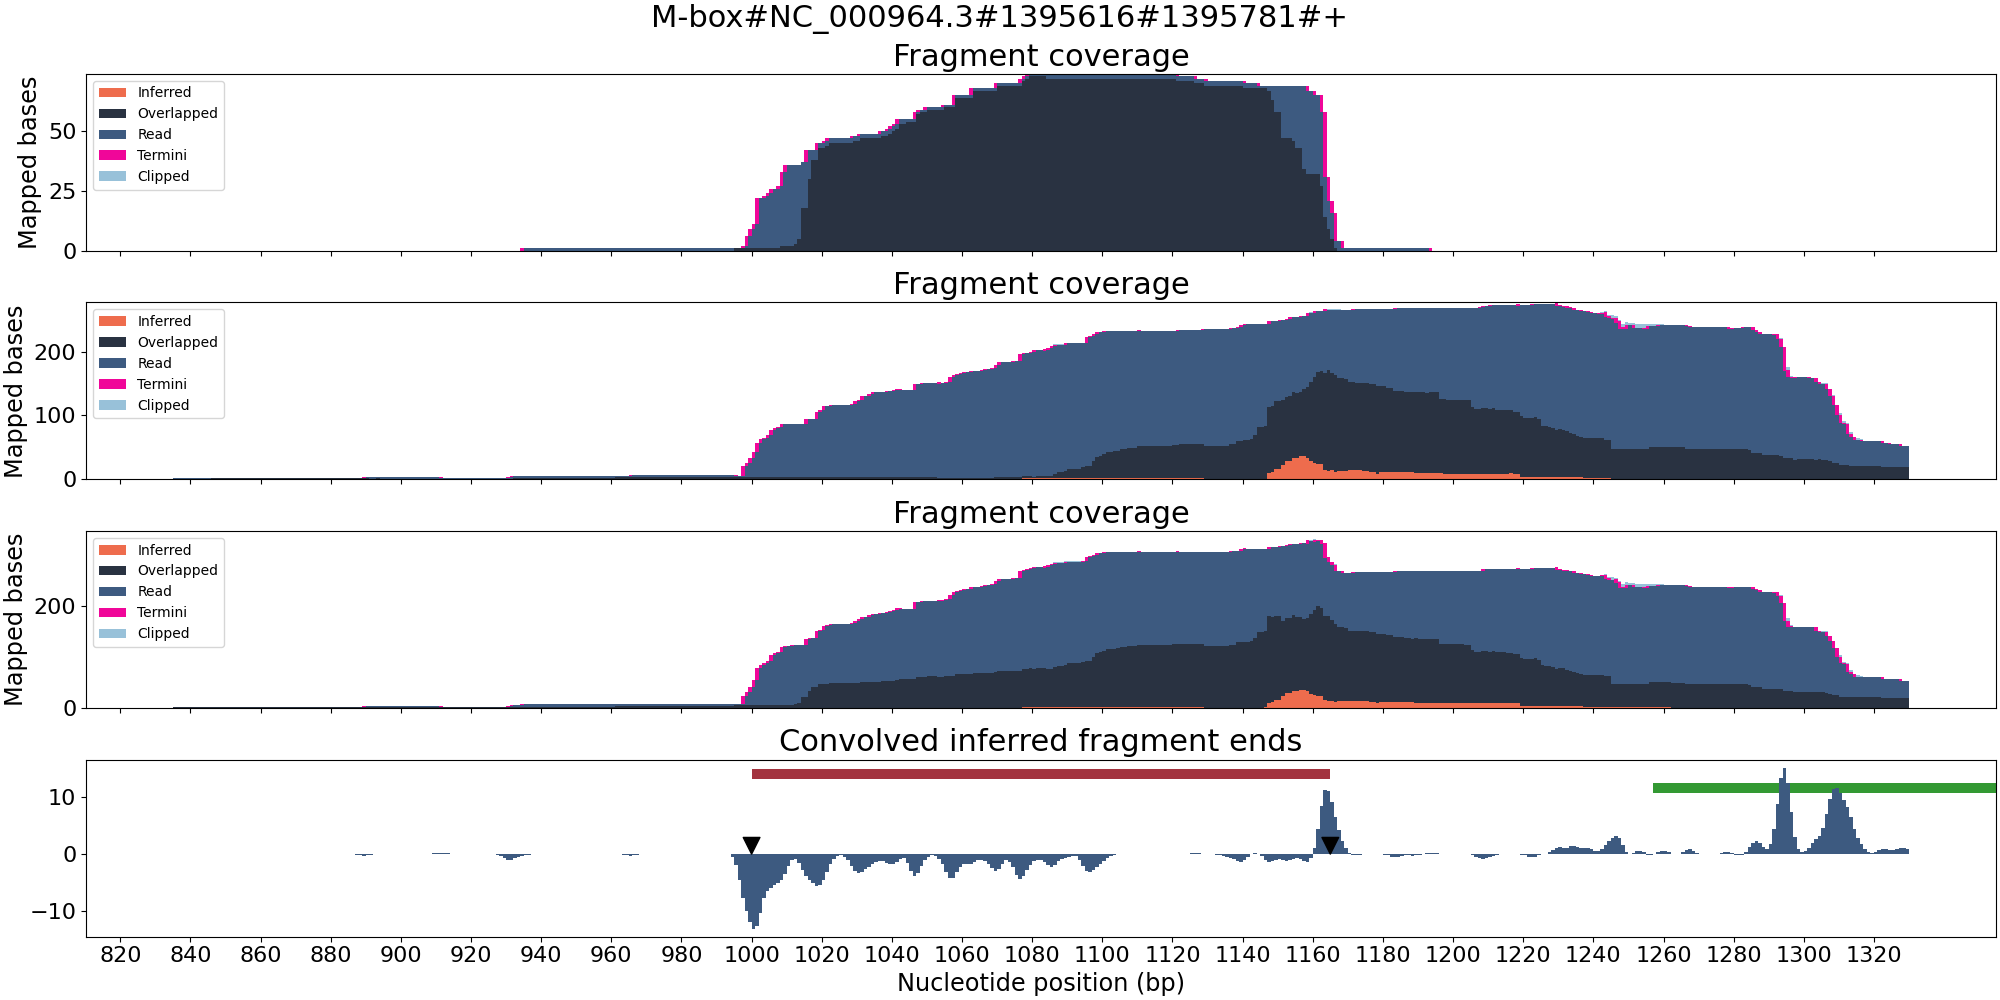 M-box#NC_000964.3#1395616#1395781#+
Fragment coverage
Mapped bases
50
25
0
Inferred
Overlapped
Read
Termini
Clipped
Fragment coverage
Mapped bases
200
100
0
Inferred
Overlapped
Read
Termini
Clipped
Fragment coverage
Mapped bases
200
0
Inferred
Overlapped
Read
Termini
Clipped
Convolved inferred fragment ends
10
0
−10
820 840 860 880 900 920 940 960 980 1000 1020 1040 1060 1080 1100 1120 1140 1160 1180 1200 1220 1240 1260 1280 1300 1320
Nucleotide position (bp)